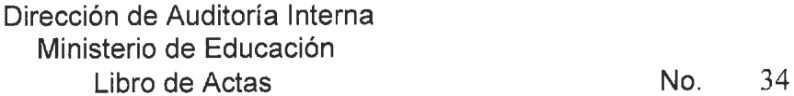 Dirección de Auditoría Interna
Ministerio de Educación
Libro de Actas No. 34